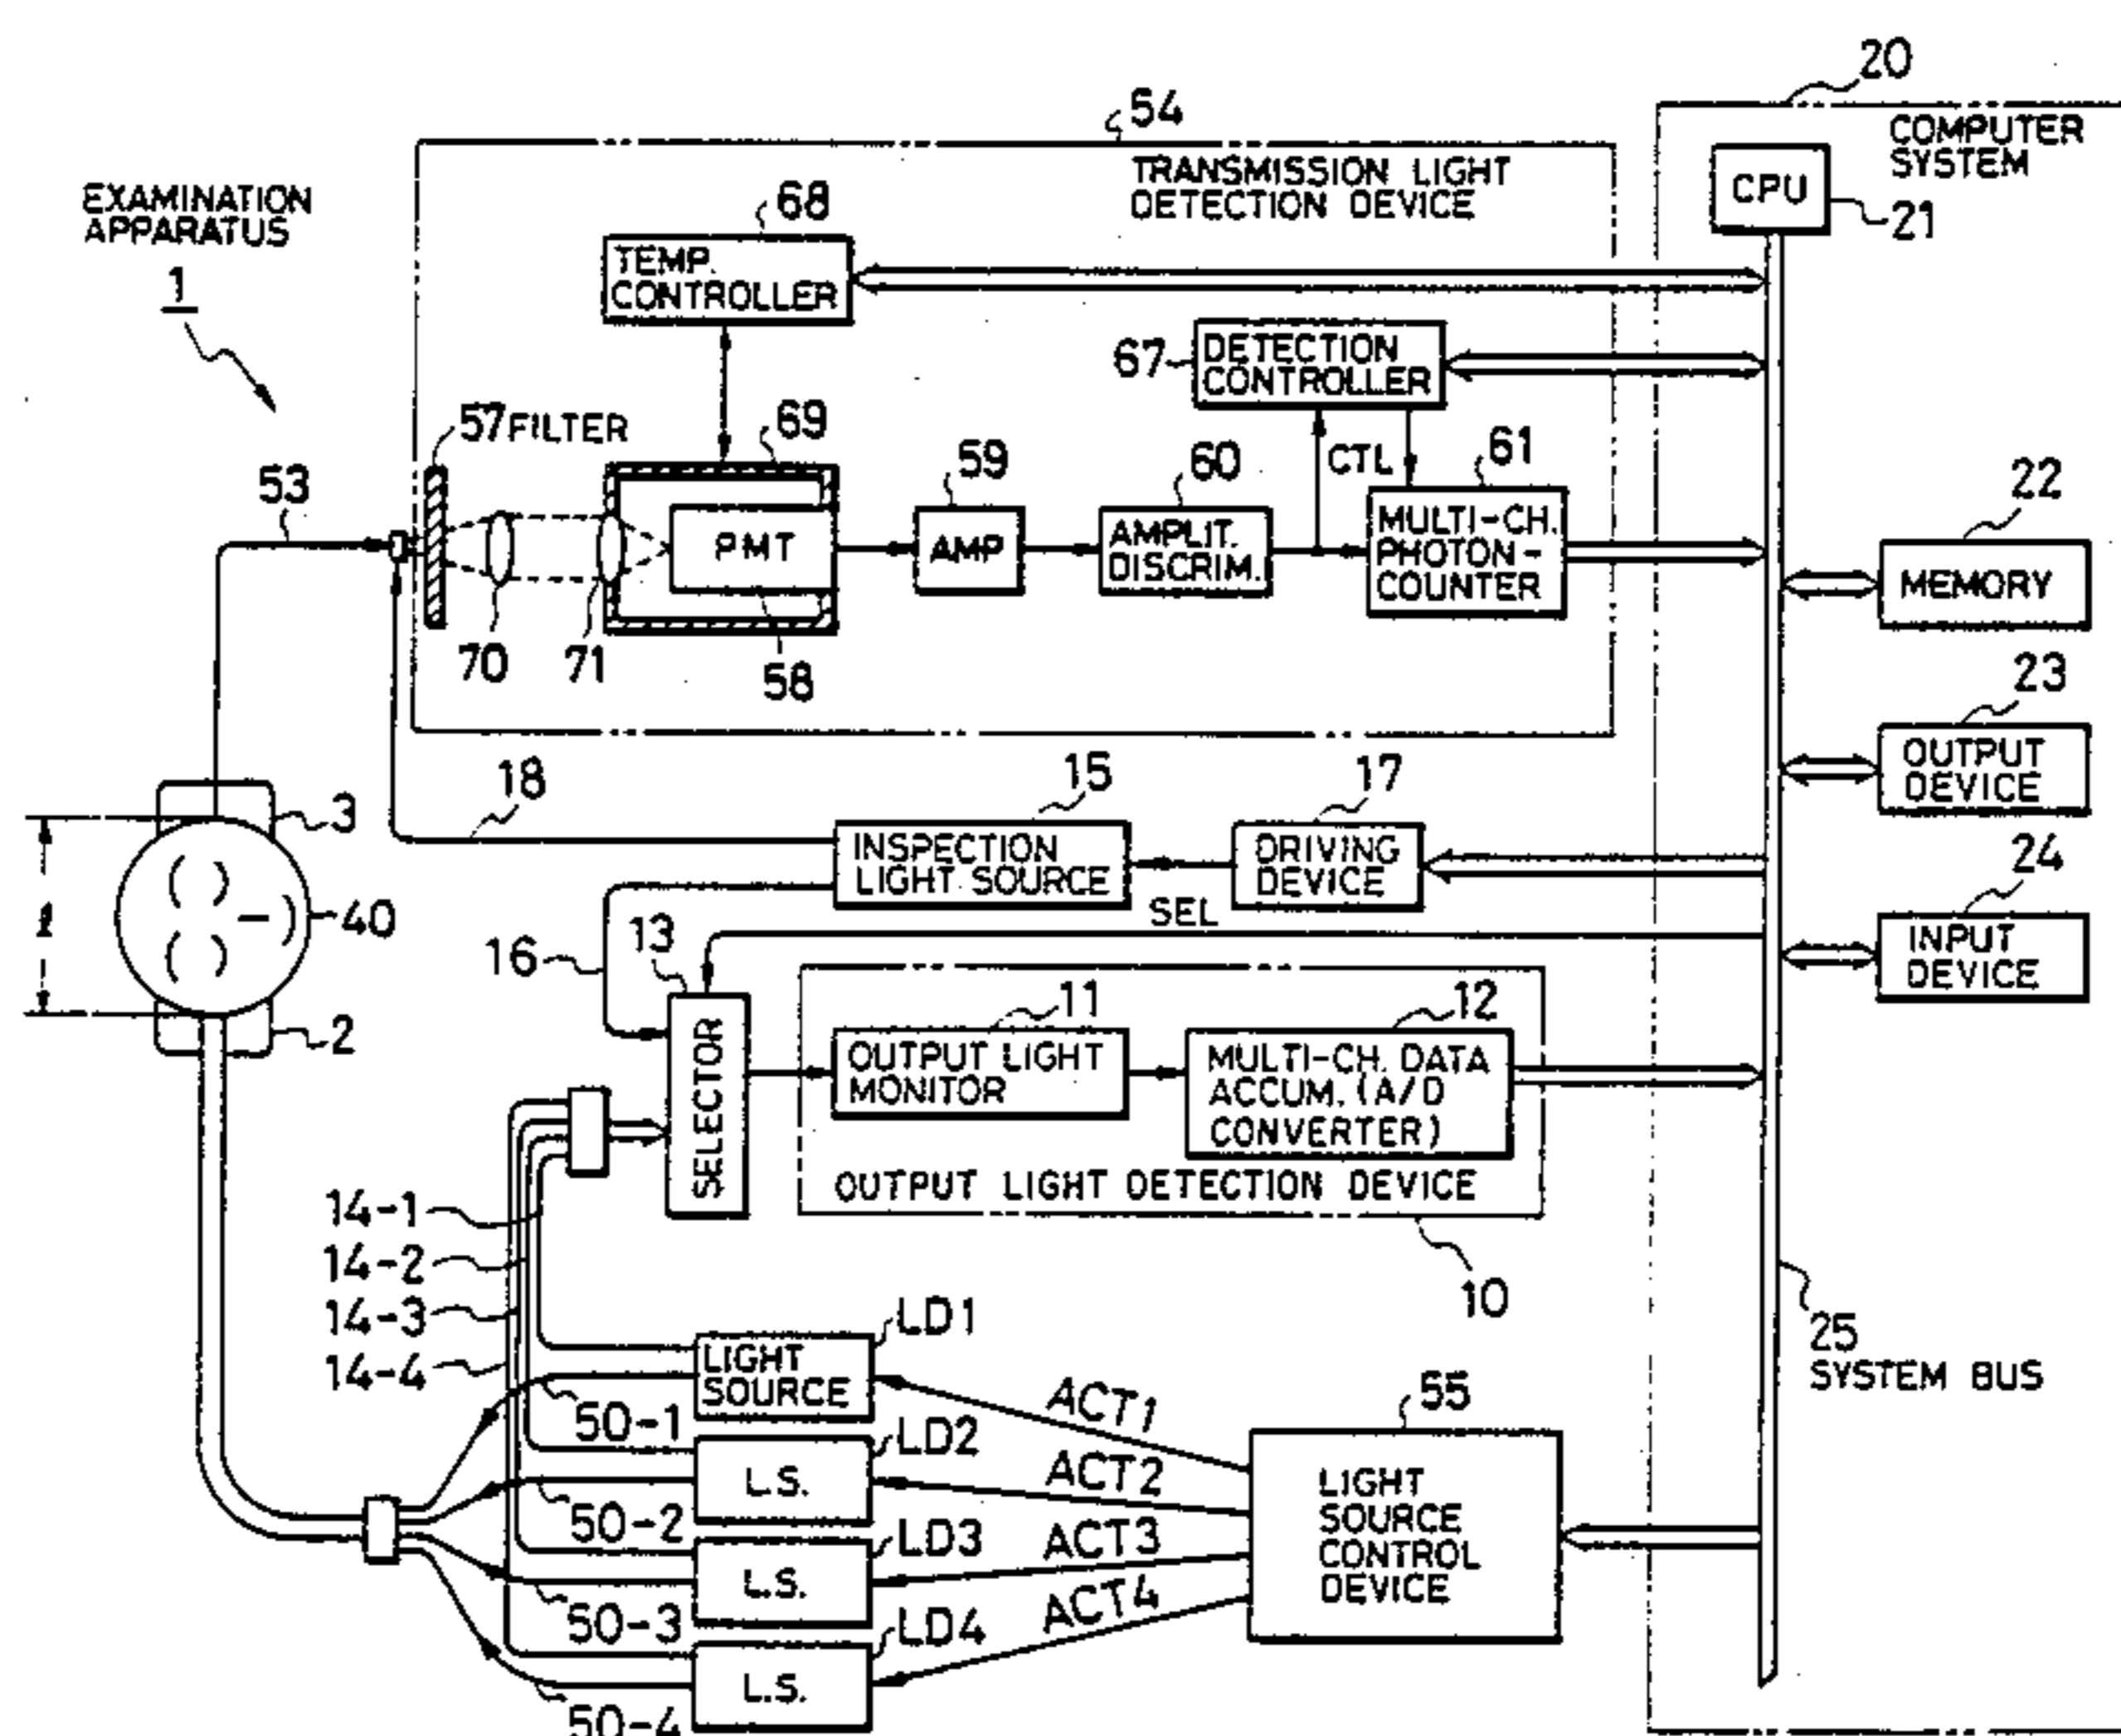 20
COMPUTER
SYSTEM
54
TRANSMISSION LIGHT
DETECTION DEVICE
CPU
21
EXAMINATION
APPARATUS
1
68
TEMP.
CONTROLLER
67
DETECTION
CONTROLLER
57 FILTER
69
59
60
CTL
61
53
PMT
AMP
AMPLIT.
DISCRIM.
MULTI-CH.
PHOTON-
COUNTER
22
MEMORY
70
71
58
23
OUTPUT
DEVICE
18
15
17
3
INSPECTION
LIGHT SOURCE
DRIVING
DEVICE
24
INPUT
DEVICE
40
SEL
16
13
SELECTOR
11
12
2
OUTPUT LIGHT
MONITOR
MULTI-CH. DATA
ACCUM. (A/D
CONVERTER)
OUTPUT LIGHT DETECTION DEVICE
10
14-1
14-2
14-3
14-4
25
SYSTEM BUS
LD1
LIGHT
SOURCE
50-1
ACT1
55
LD2
L.S.
50-2
ACT2
LIGHT
SOURCE
CONTROL
DEVICE
LD3
L.S.
50-3
ACT3
LD4
L.S.
50-4
ACT4